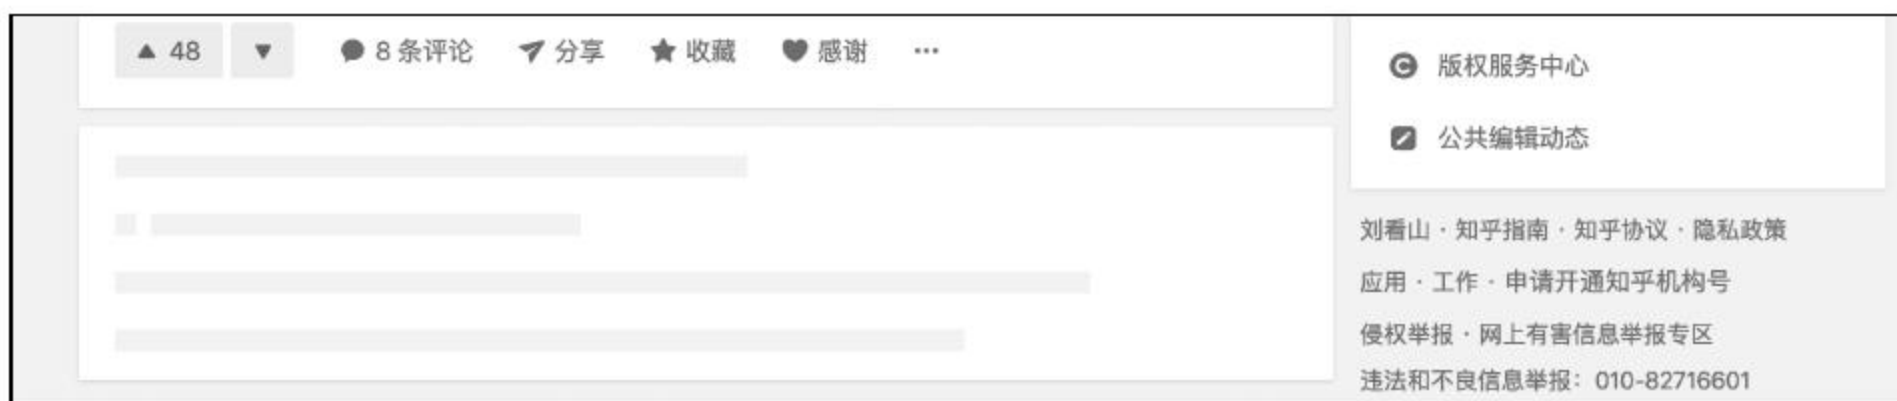 48 8 条评论 分享 收藏 感谢 ···
版权服务中心
公共编辑动态
刘看山 · 知乎指南 · 知乎协议 · 隐私政策
应用 · 工作 · 申请开通知乎机构号
侵权举报 · 网上有害信息举报专区
违法和不良信息举报：010-82716601